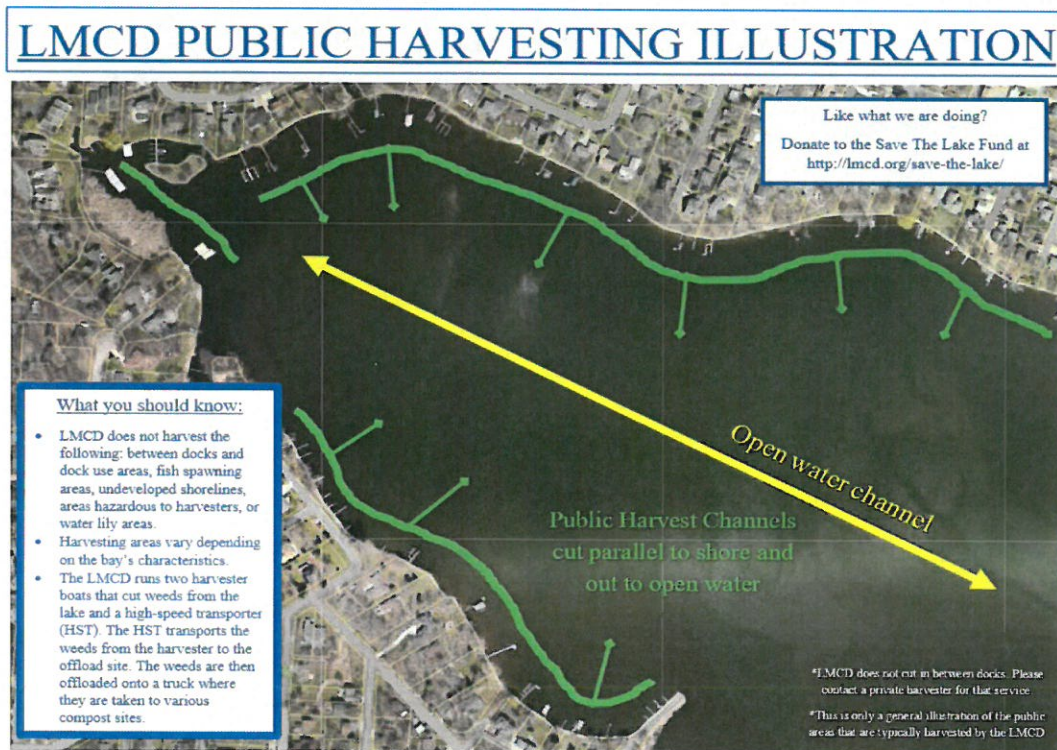 LMCD PUBLIC HARVESTING ILLUSTRATION
Like what we are doing?
Donate to the Save The Lake Fund at
http://lmcd.org/save-the-lake/
Open water channel
Public Harvest Channels
cut parallel to shore and
out to open water
What you should know:
• LMCD does not harvest the
following: between docks and
dock use areas, fish spawning
areas, undeveloped shorelines,
areas hazardous to harvesters, or
water lily areas.
• Harvesting areas vary depending
on the bay's characteristics.
• The LMCD runs two harvester
boats that cut weeds from the
lake and a high-speed transporter
(HST). The HST transports the
weeds from the harvester to the
offload site. The weeds are then
offloaded onto a truck where
they are taken to various
compost sites.
*LMCD does not cut in between docks. Please
contact a private harvester for that service
*This is only a general illustration of the public
areas that are typically harvested by the LMCD